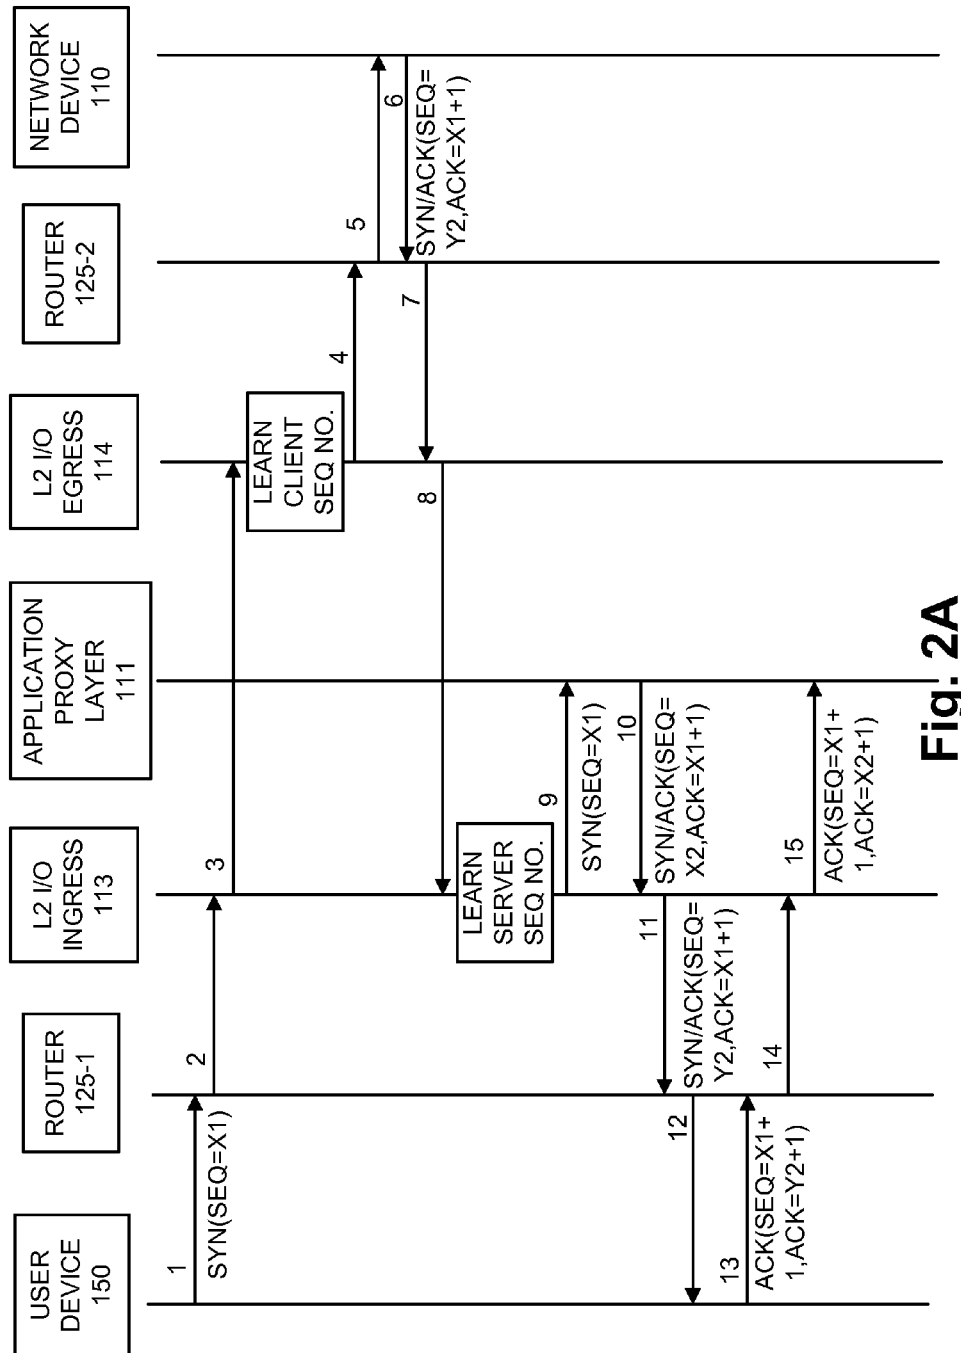 USER
DEVICE
150
ROUTER
125-1
L2 I/O
INGRESS
113
APPLICATION
PROXY
LAYER
111
L2 I/O
EGRESS
114
ROUTER
125-2
NETWORK
DEVICE
110
1
SYN(SEQ=X1)
2
3
LEARN
CLIENT
SEQ NO.
4
5
6
SYN/ACK(SEQ=
Y2,ACK=X1+1)
7
8
LEARN
SERVER
SEQ NO.
9
SYN(SEQ=X1)
10
SYN/ACK(SEQ=
X2,ACK=X1+1)
11
SYN/ACK(SEQ=
Y2,ACK=X1+1)
12
13
ACK(SEQ=X1+
1,ACK=Y2+1)
14
15
ACK(SEQ=X1+
1,ACK=X2+1)
Fig. 2A